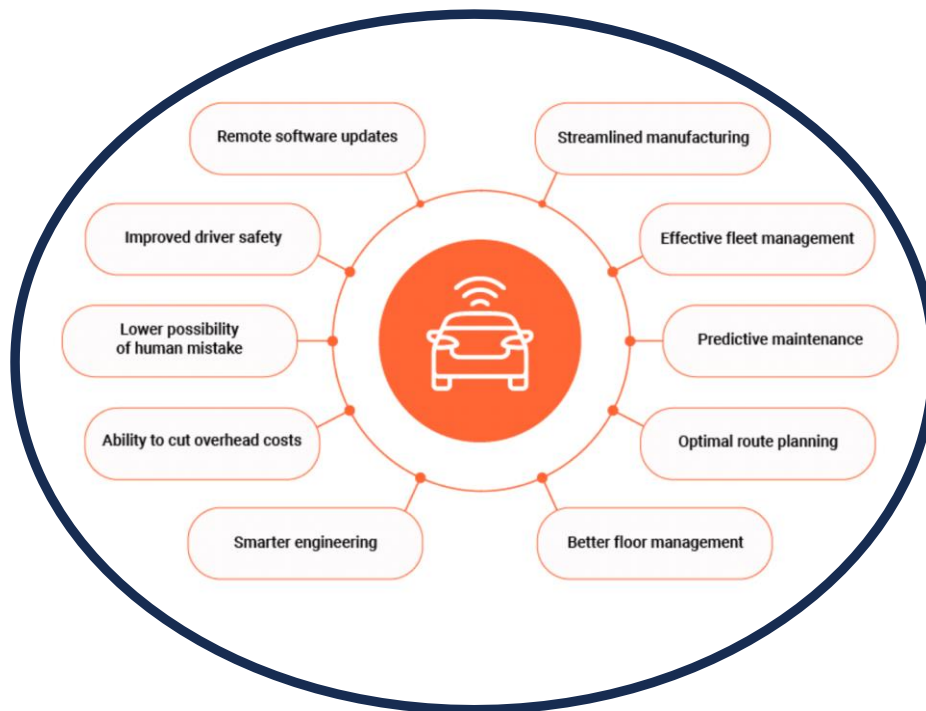 Remote software updates
Streamlined manufacturing
Improved driver safety
Effective fleet management
Lower possibility
of human mistake
Predictive maintenance
Ability to cut overhead costs
Optimal route planning
Smarter engineering
Better floor management